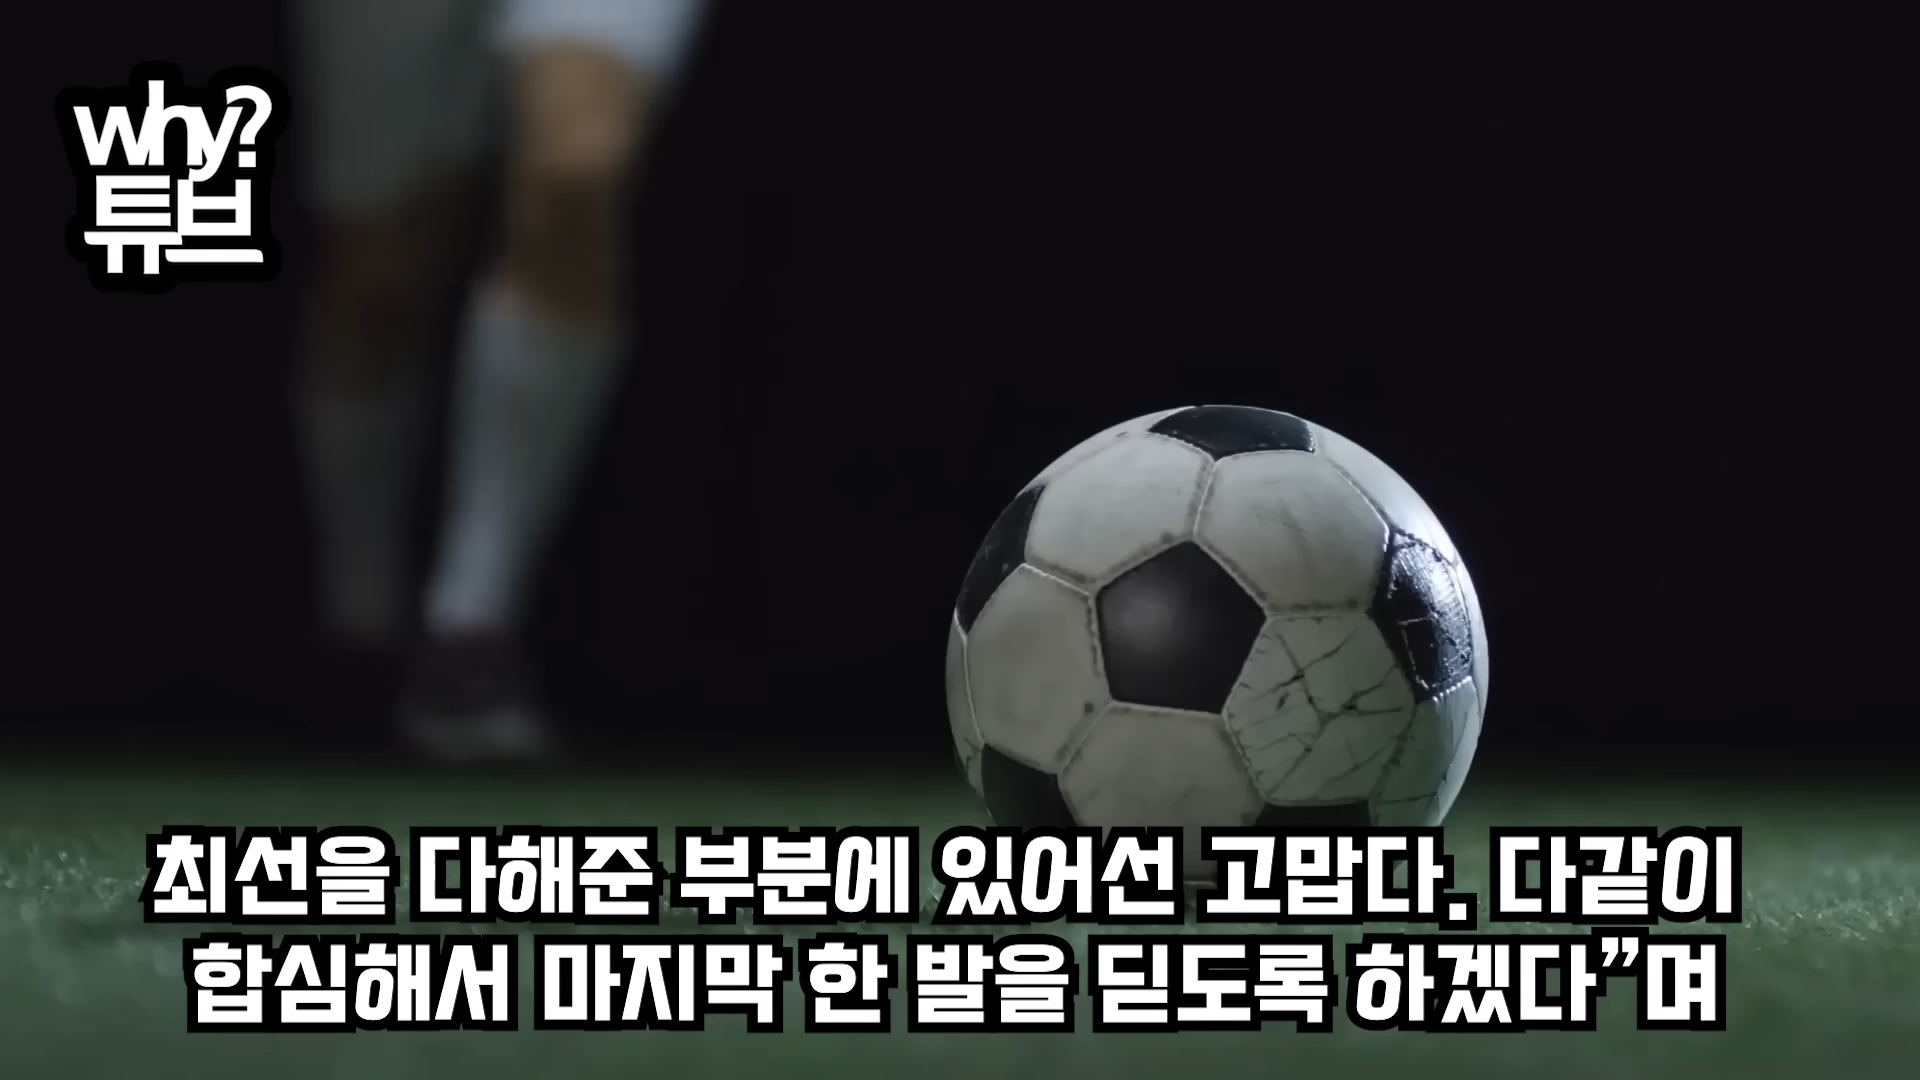 why?
튜브
최선을 다해준 부분에 있어선 고맙다. 다같이
합심해서 마지막 한 발을 딛도록 하겠다”며